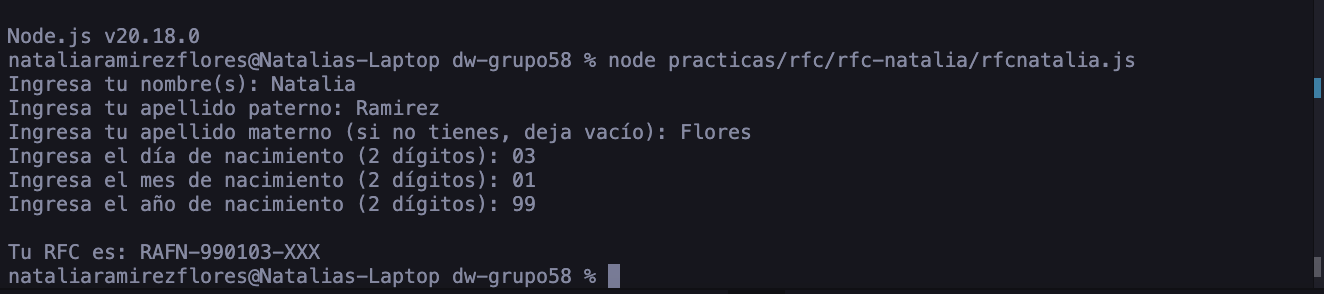 Node.js v20.18.0
nataliaramirezflores@Natalias-Laptop dw-grupo58 % node practicas/rfc/rfc-natalia/rfcnatalia.js
Ingresa tu nombre(s): Natalia
Ingresa tu apellido paterno: Ramirez
Ingresa tu apellido materno (si no tienes, deja vacío): Flores
Ingresa el día de nacimiento (2 dígitos): 03
Ingresa el mes de nacimiento (2 dígitos): 01
Ingresa el año de nacimiento (2 dígitos): 99
Tu RFC es: RAFN-990103-XXX
nataliaramirezflores@Natalias-Laptop dw-grupo58 %